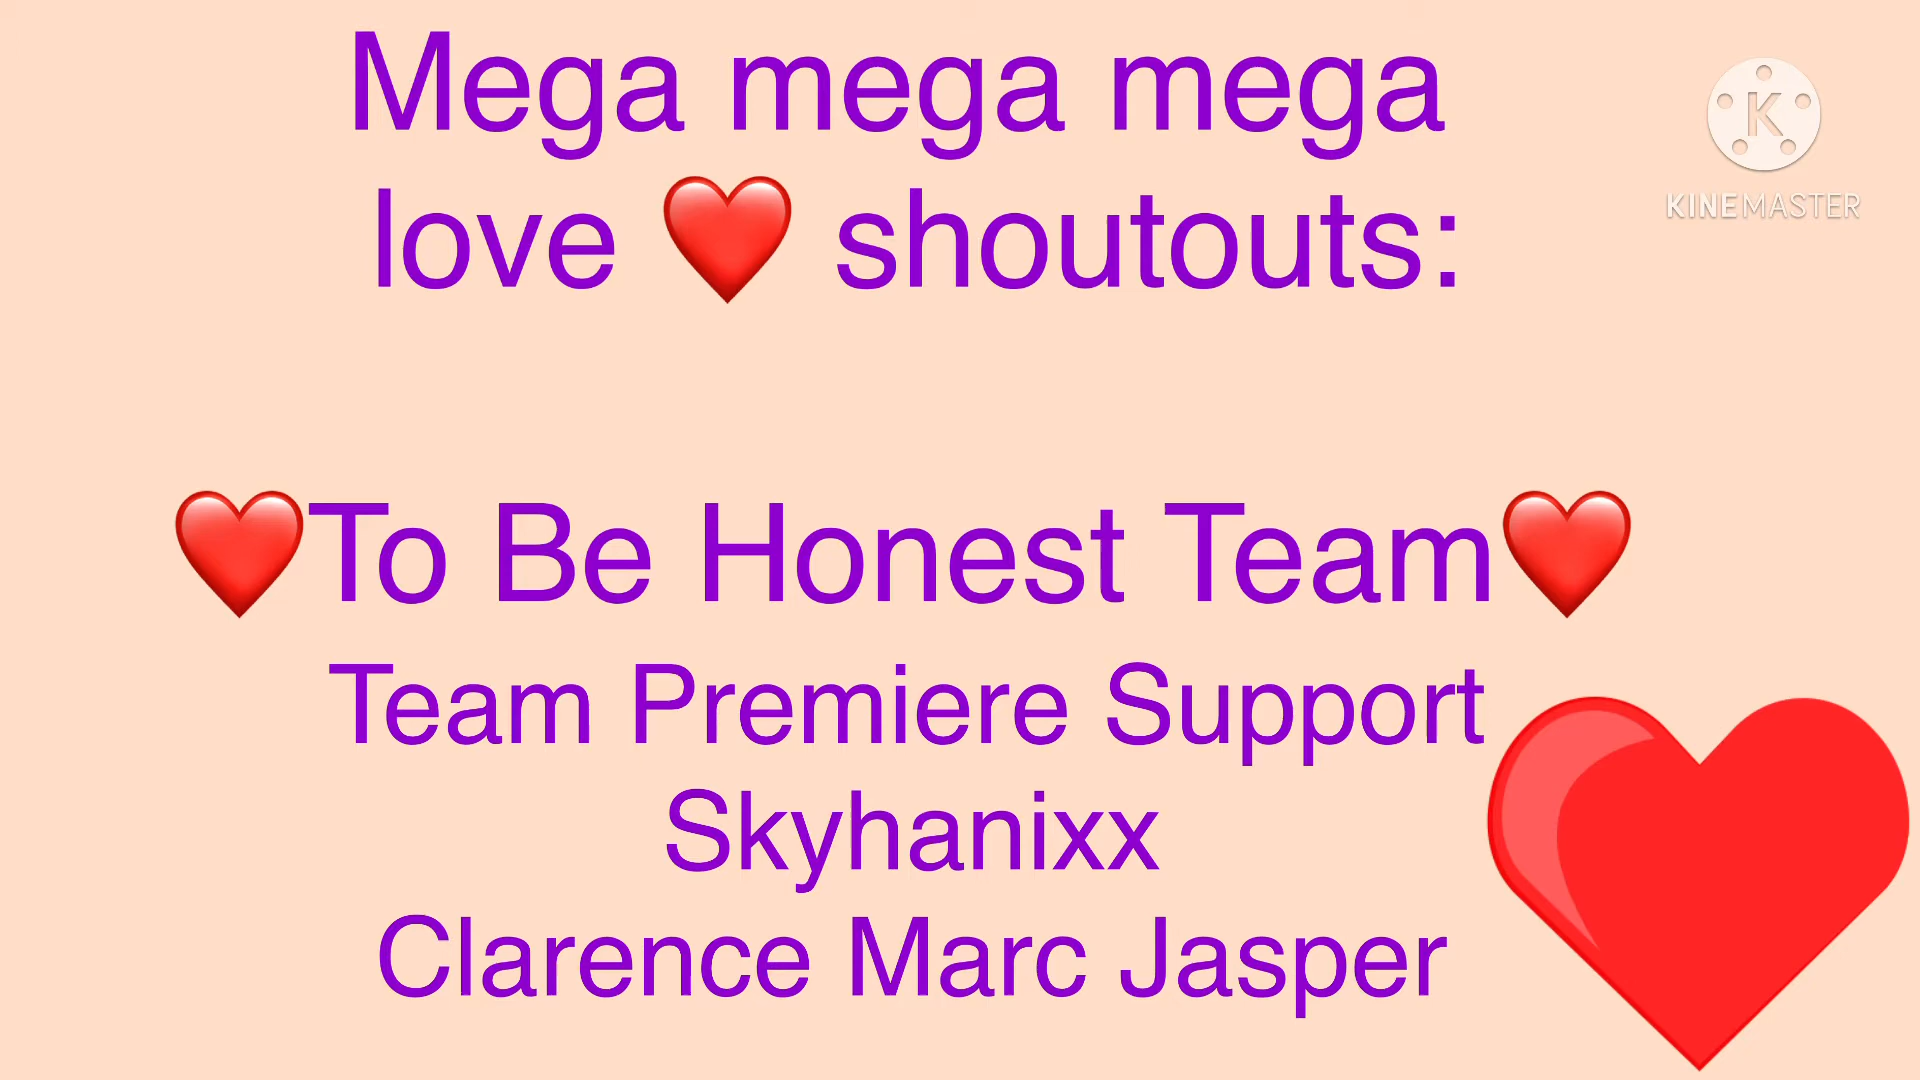 Mega mega mega
love ❤️ shoutouts:
❤️To Be Honest Team❤️
Team Premiere Support
Skyhanixx
Clarence Marc Jasper
K
KINEMASTER